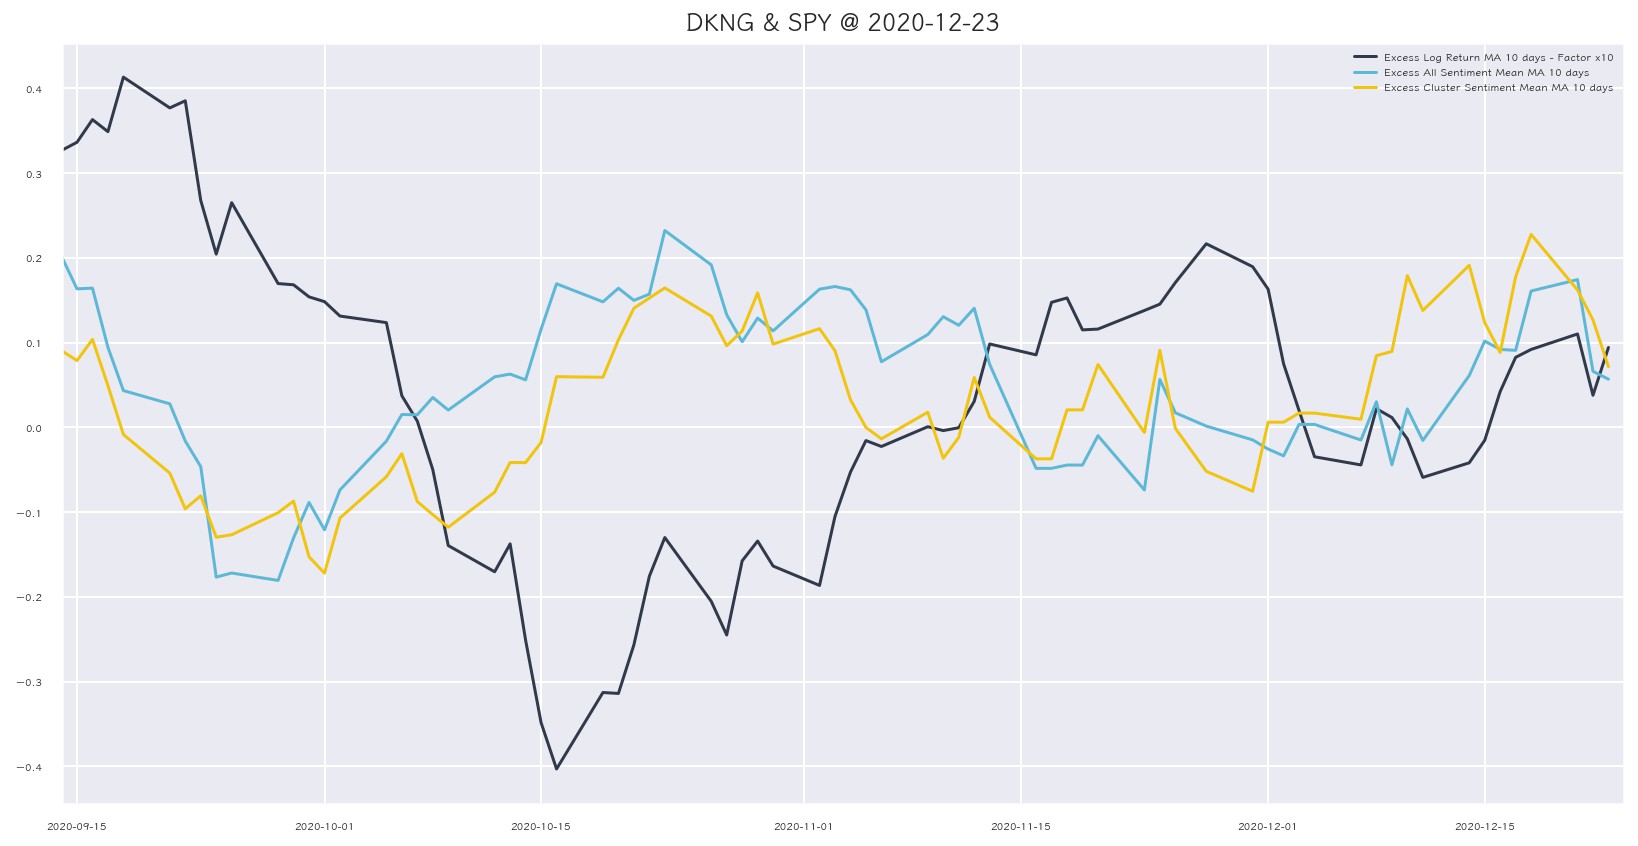 DKNG & SPY @ 2020-12-23
Excess Log Return MA 10 days - Factor x10
Excess All Sentiment Mean MA 10 days
Excess Cluster Sentiment Mean MA 10 days
0.4
0.3
0.2
0.1
0.0
−0.1
−0.2
−0.3
−0.4
2020-09-15 2020-10-01 2020-10-15 2020-11-01 2020-11-15 2020-12-01 2020-12-15